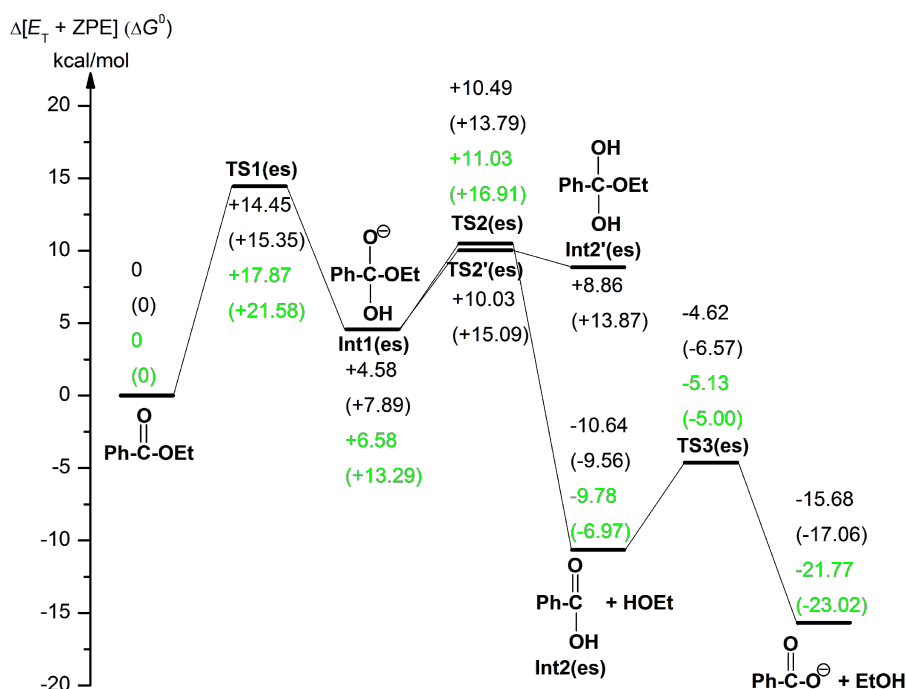 Δ[E_T + ZPE] (ΔG⁰)
kcal/mol
20
15
10
5
0
-5
-10
-15
-20
0
(0)
0
(0)
O
Ph-C-OEt
TS1(es)
+14.45
(+15.35)
+17.87
(+21.58)
O⊖
Ph-C-OEt
OH
Int1(es)
+4.58
(+7.89)
+6.58
(+13.29)
+10.49
(+13.79)
+11.03
(+16.91)
TS2(es)
TS2'(es)
+10.03
(+15.09)
OH
Ph-C-OEt
OH
Int2'(es)
+8.86
(+13.87)
-10.64
(-9.56)
-9.78
(-6.97)
O
Ph-C + HOEt
OH
Int2(es)
-4.62
(-6.57)
-5.13
(-5.00)
TS3(es)
-15.68
(-17.06)
-21.77
(-23.02)
O
Ph-C-O⊖ + EtOH